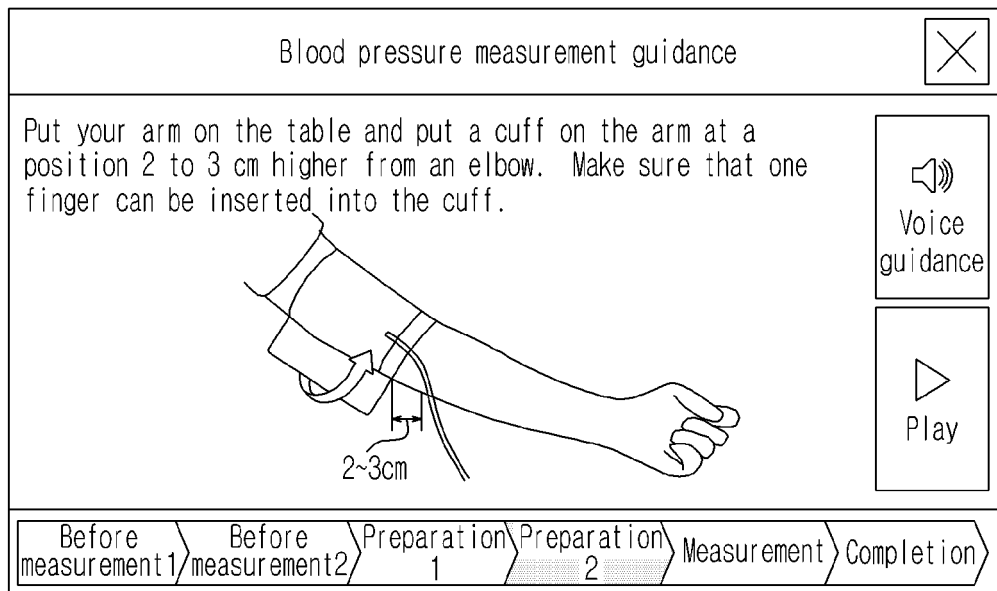 Blood pressure measurement guidance
Put your arm on the table and put a cuff on the arm at a
position 2 to 3 cm higher from an elbow. Make sure that one
finger can be inserted into the cuff.
Voice
guidance
Play
2~3cm
Before
measurement1
Before
measurement2
Preparation
1
Preparation
2
Measurement
Completion